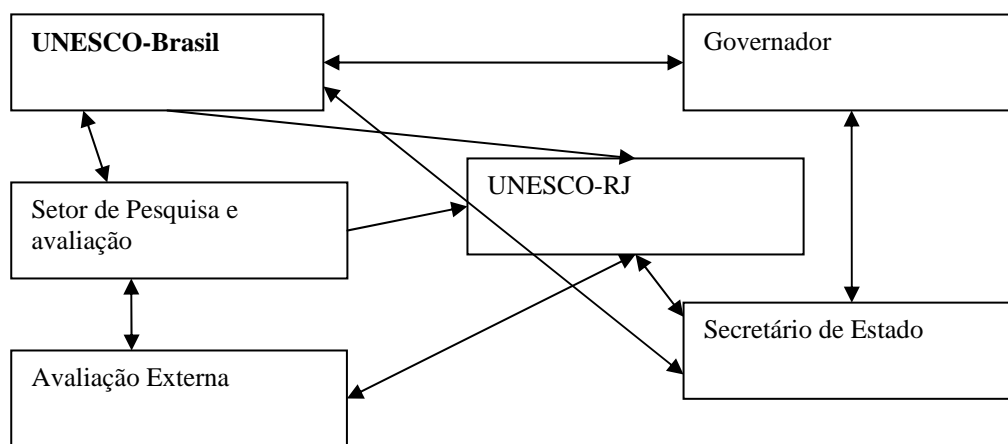 UNESCO-Brasil
Governador
UNESCO-RJ
Setor de Pesquisa e
avaliação
Secretário de Estado
Avaliação Externa